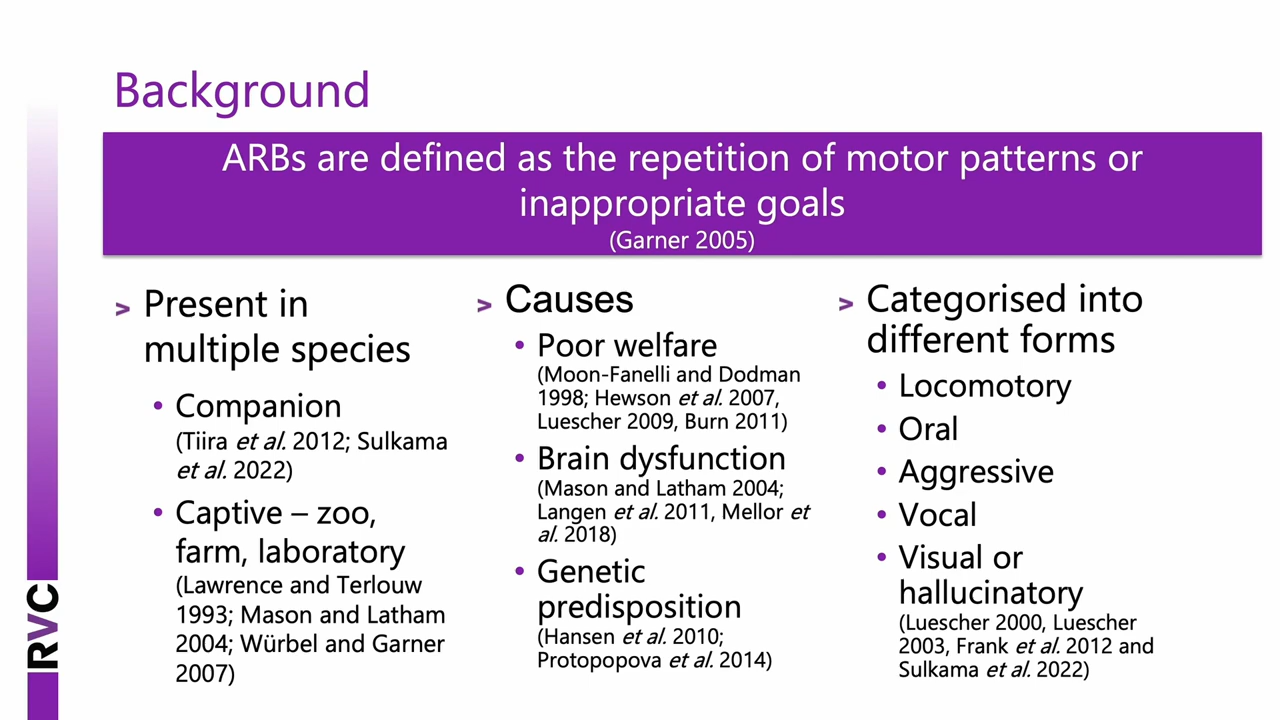 Background
ARBs are defined as the repetition of motor patterns or
inappropriate goals
(Garner 2005)
> Present in
multiple species
• Companion
(Tiira et al. 2012; Sulkama
et al. 2022)
• Captive – zoo,
farm, laboratory
(Lawrence and Terlouw
1993; Mason and Latham
2004; Würbel and Garner
2007)
> Causes
• Poor welfare
(Moon-Fanelli and Dodman
1998; Hewson et al. 2007,
Luescher 2009, Burn 2011)
• Brain dysfunction
(Mason and Latham 2004;
Langen et al. 2011, Mellor et
al. 2018)
• Genetic
predisposition
(Hansen et al. 2010;
Protopopova et al. 2014)
> Categorised into
different forms
• Locomotory
• Oral
• Aggressive
• Vocal
• Visual or
hallucinatory
(Luescher 2000, Luescher
2003, Frank et al. 2012 and
Sulkama et al. 2022)
RVC